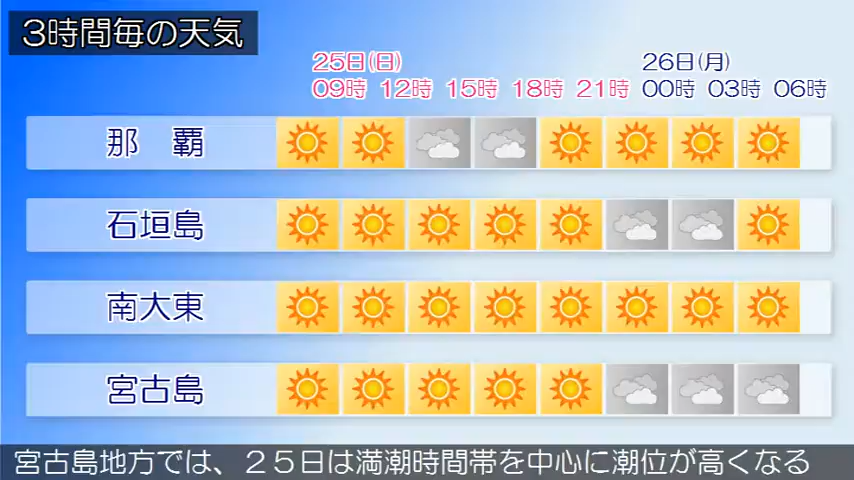 3時間毎の天気
25日(日) 26日(月)
09時 12時 15時 18時 21時 00時 03時 06時
那　覇
石垣島
南大東
宮古島
宮古島地方では、２５日は満潮時間帯を中心に潮位が高くなる